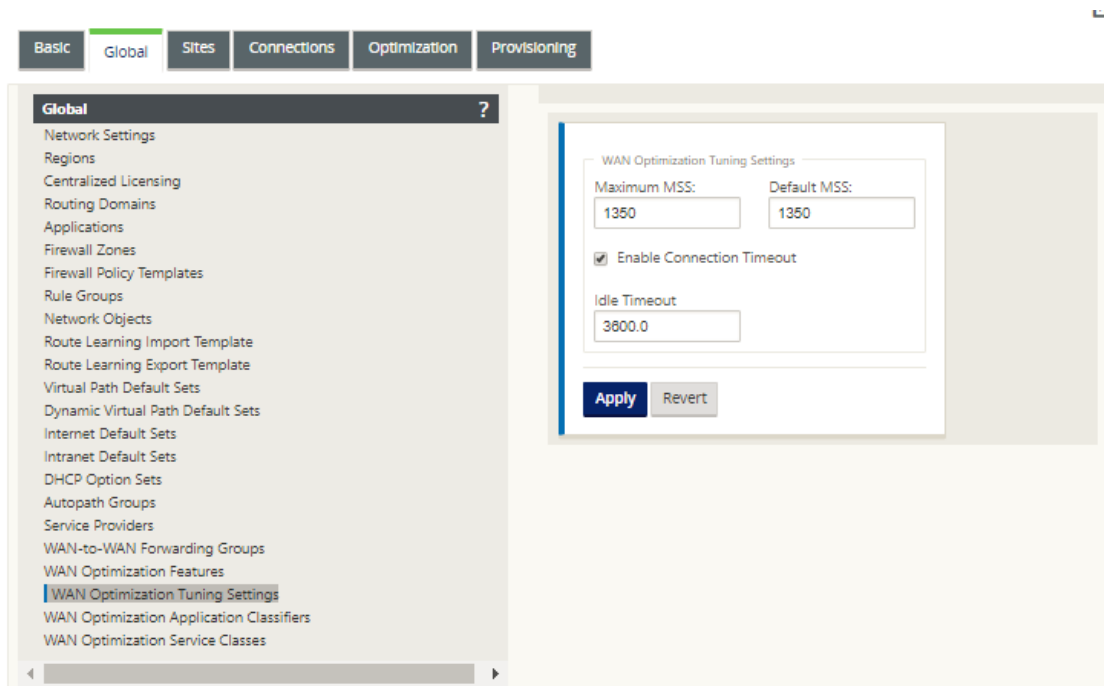 Basic Global Sites Connections Optimization Provisioning
Global ?
Network Settings
Regions
Centralized Licensing
Routing Domains
Applications
Firewall Zones
Firewall Policy Templates
Rule Groups
Network Objects
Route Learning Import Template
Route Learning Export Template
Virtual Path Default Sets
Dynamic Virtual Path Default Sets
Internet Default Sets
Intranet Default Sets
DHCP Option Sets
Autopath Groups
Service Providers
WAN-to-WAN Forwarding Groups
WAN Optimization Features
WAN Optimization Tuning Settings
WAN Optimization Application Classifiers
WAN Optimization Service Classes
WAN Optimization Tuning Settings
Maximum MSS: Default MSS:
1350 1350
Enable Connection Timeout
Idle Timeout
3600.0
Apply Revert